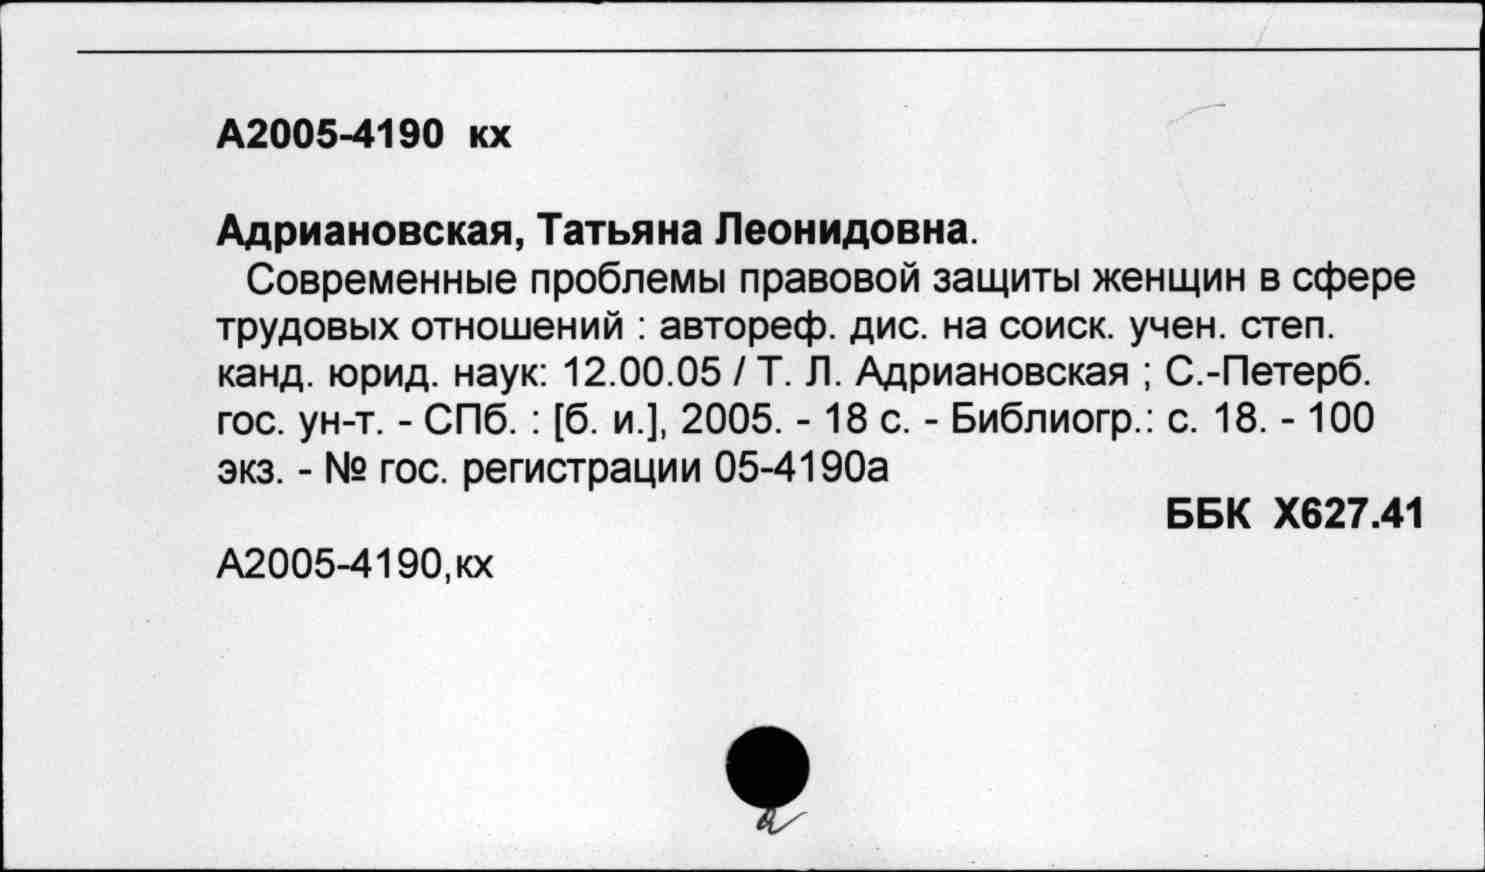 А2005-4190 кх
Адриановская, Татьяна Леонидовна.
Современные проблемы правовой защиты женщин в сфере
трудовых отношений : автореф. дис. на соиск. учен. степ.
канд. юрид. наук: 12.00.05 / Т. Л. Адриановская ; С.-Петерб.
гос. ун-т. - СПб. : [б. и.], 2005. - 18 с. - Библиогр.: с. 18. - 100
экз. - № гос. регистрации 05-4190а
ББК Х627.41
А2005-4190,кх